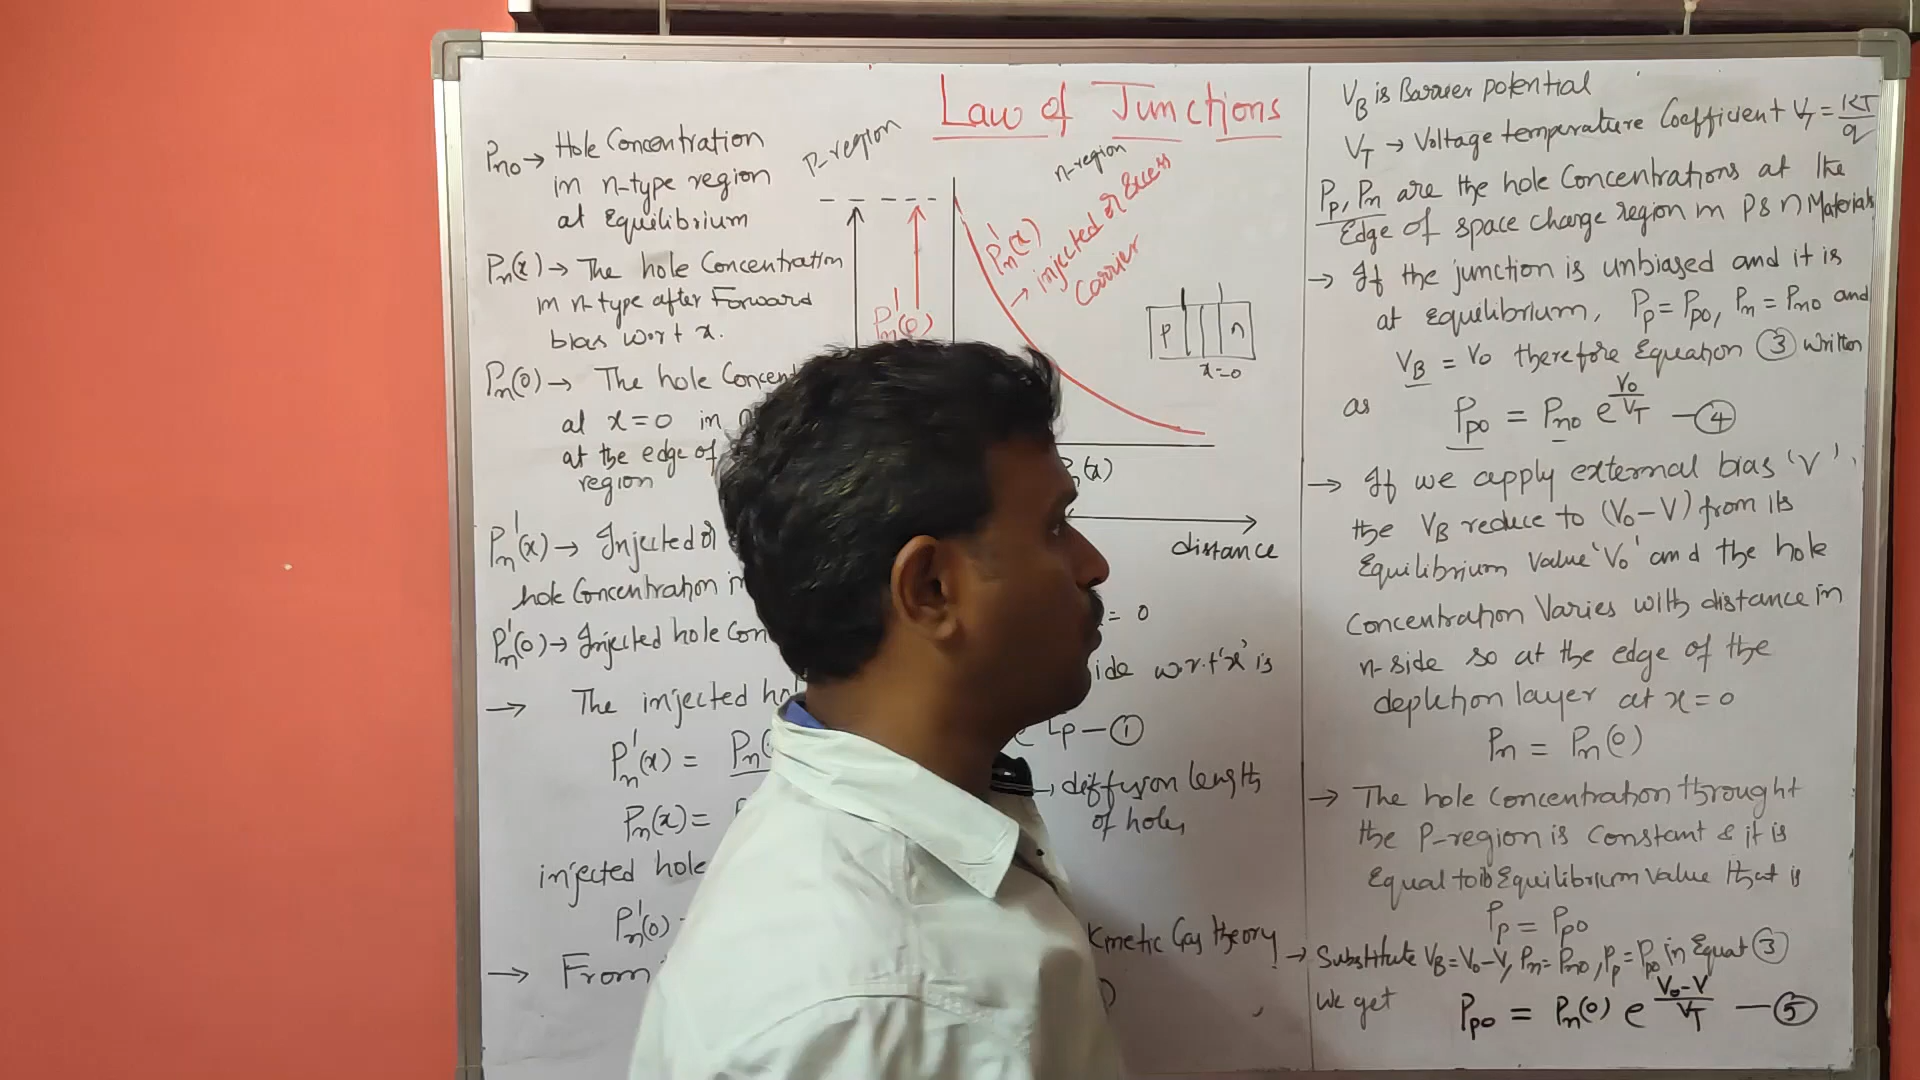 Law of Junctions
Pno → Hole Concentration
in n-type region
at Equilibrium
Pn(x) → The hole Concentration
in n-type after Forward
bias w.r.t x.
Pn(0) → The hole Concen
at x=0 in
at the edge of
region
Pn'(x) → Injected or
hole Concentration in
Pn'(0) → Injected hole Con
→ The injected
Pn'(x) = Pn(
Pn(x) =
injected hole
Pn'(0)
→ From
P-region
n-region
Pn'(x)
→ injected or Excess
Carrier
Pn'(0)
P n
x=0
(x)
distance
= 0
ide w.r.t 'x' is
Lp — ①
→ diffusion length
of holes
Kinetic Gas theory
VB is Barrier potential
VT → Voltage temperature Coefficient VT = KT/q
Pp, Pn are the hole Concentrations at the
Edge of space charge region in P & n Materials
→ If the junction is unbiased and it is
at equilibrium, Pp = Ppo, Pn = Pno and
VB = Vo therefore Equation ③ written
as Ppo = Pno e^(Vo/VT) — ④
→ If we apply external bias 'V',
the VB reduce to (Vo-V) from its
Equilibrium Value 'Vo' and the hole
Concentration Varies with distance in
n-side so at the edge of the
depletion layer at x=0
Pn = Pn(0)
→ The hole Concentration throught
the P-region is Constant & it is
Equal to its Equilibrium value that is
Pp = Ppo
→ Substitute VB=Vo-V, Pn=Pno, Pp=Ppo in Equat ③
we get Ppo = Pn(0) e^((Vo-V)/VT) — ⑤